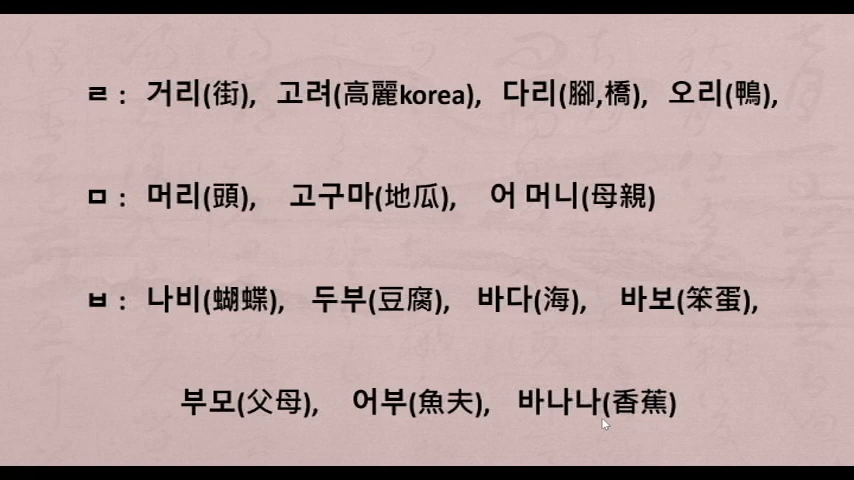 ㄹ : 거리(街), 고려(高麗korea), 다리(腳,橋), 오리(鴨),
ㅁ : 머리(頭), 고구마(地瓜), 어 머니(母親)
ㅂ : 나비(蝴蝶), 두부(豆腐), 바다(海), 바보(笨蛋),
부모(父母), 어부(魚夫), 바나나(香蕉)